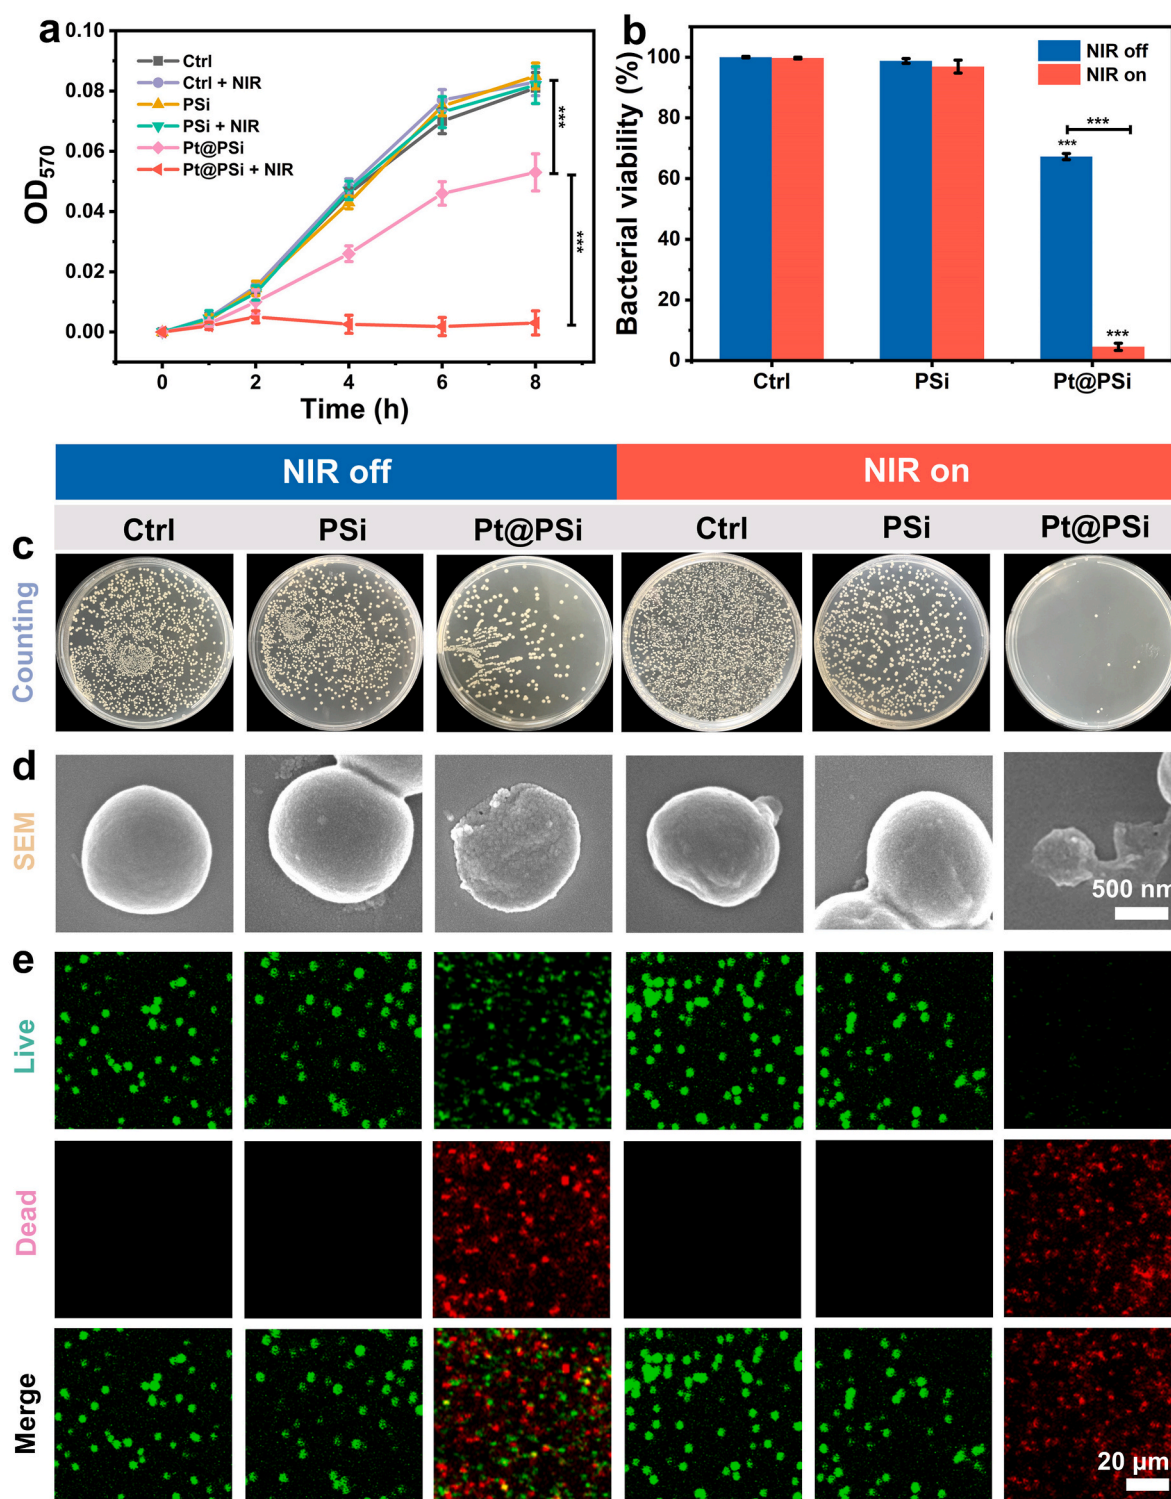 a
0.10
0.08
0.06
0.04
0.02
0.00
OD570
Ctrl
Ctrl + NIR
PSi
PSi + NIR
Pt@PSi
Pt@PSi + NIR
***
***
0
2
4
6
8
Time (h)
b
100
80
60
40
20
0
Bacterial viability (%)
NIR off
NIR on
***
***
***
Ctrl
PSi
Pt@PSi
NIR off
NIR on
Ctrl
PSi
Pt@PSi
Ctrl
PSi
Pt@PSi
c
Counting
d
SEM
500 nm
e
Live
Dead
Merge
20 µm